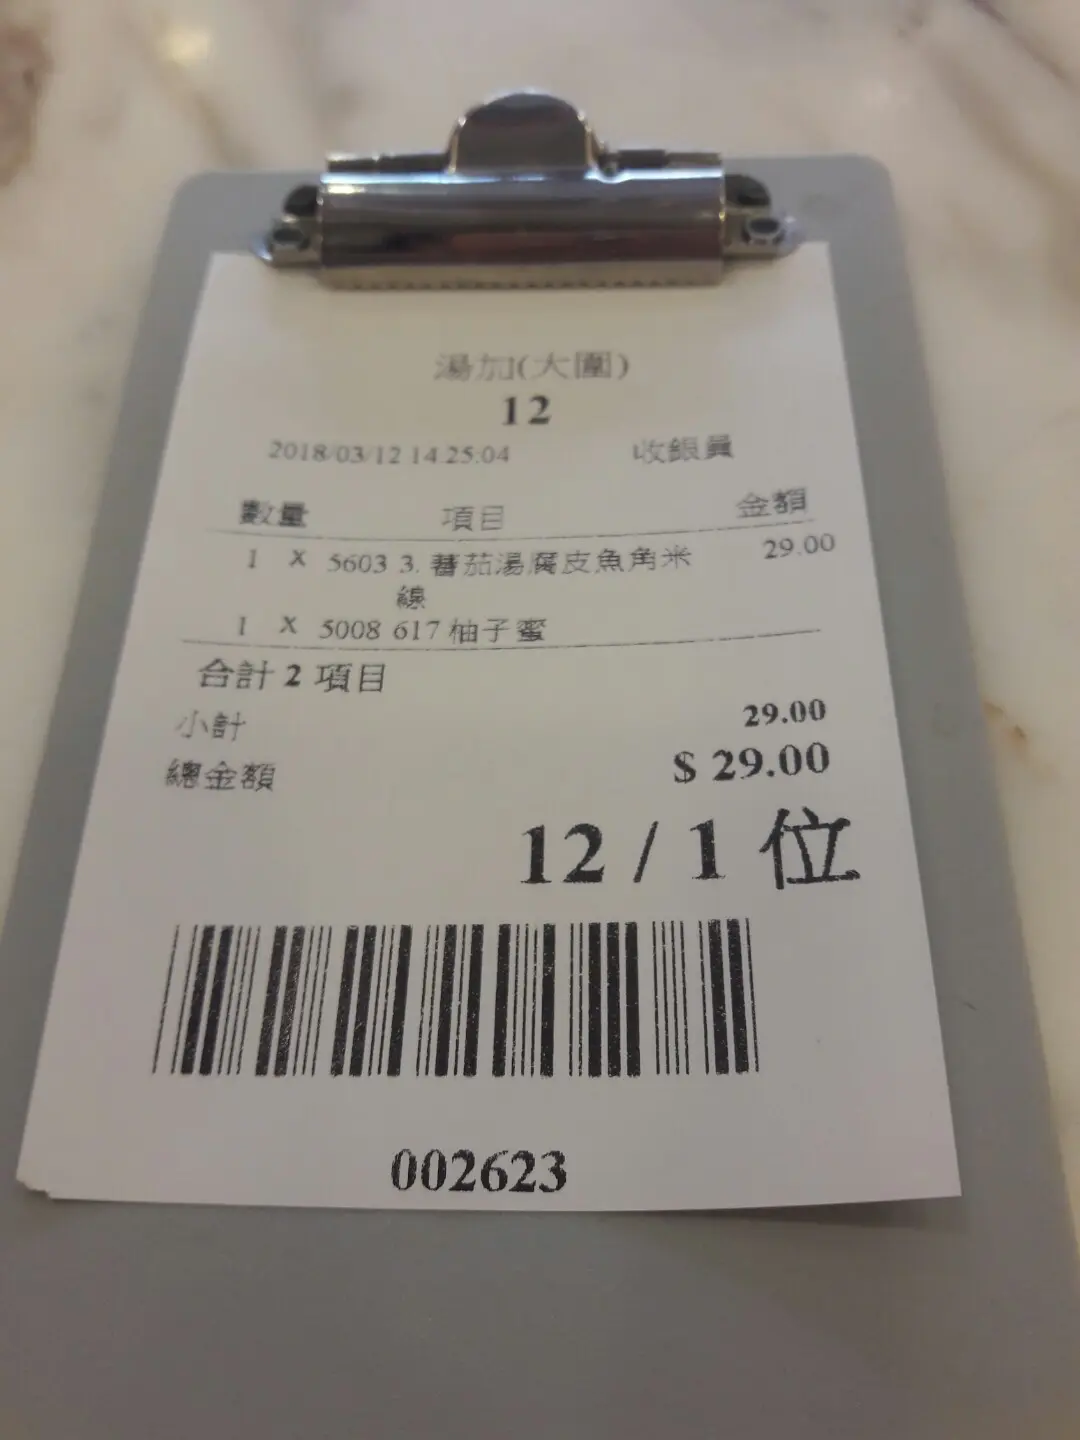 湯加(大圍)
12
2018/03/12 14:25:04 收銀員
數量 項目 金額
1 X 5603 3. 蕃茄湯腐皮魚角米 29.00
線
1 X 5008 617 柚子蜜
合計 2 項目
小計 29.00
總金額 $ 29.00
12 / 1 位
002623